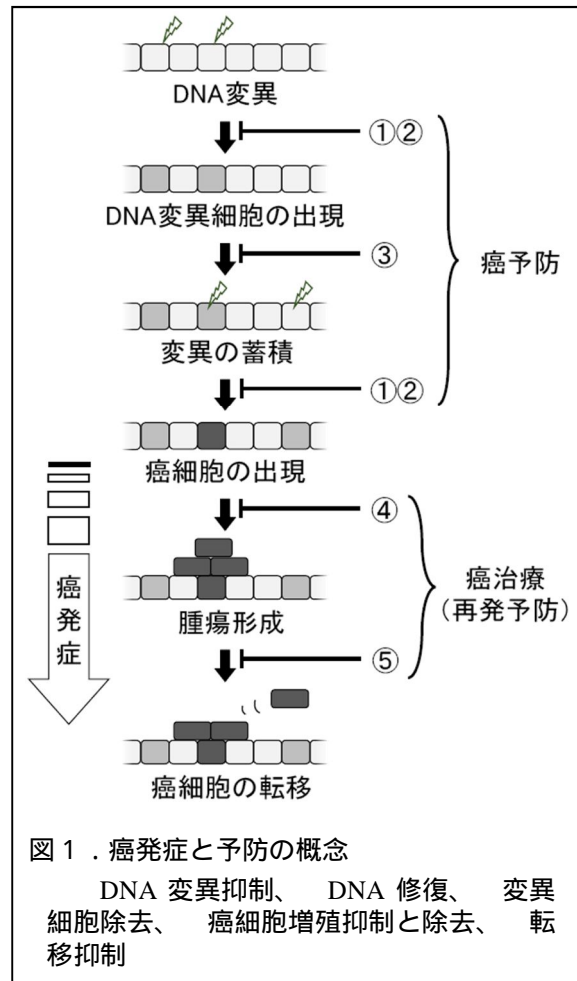 DNA変異
①②
DNA変異細胞の出現
③
癌予防
変異の蓄積
①②
癌細胞の出現
④
癌発症
腫瘍形成
癌治療
(再発予防)
⑤
癌細胞の転移
図1．癌発症と予防の概念
DNA 変異抑制、 DNA 修復、 変異
細胞除去、 癌細胞増殖抑制と除去、 転
移抑制